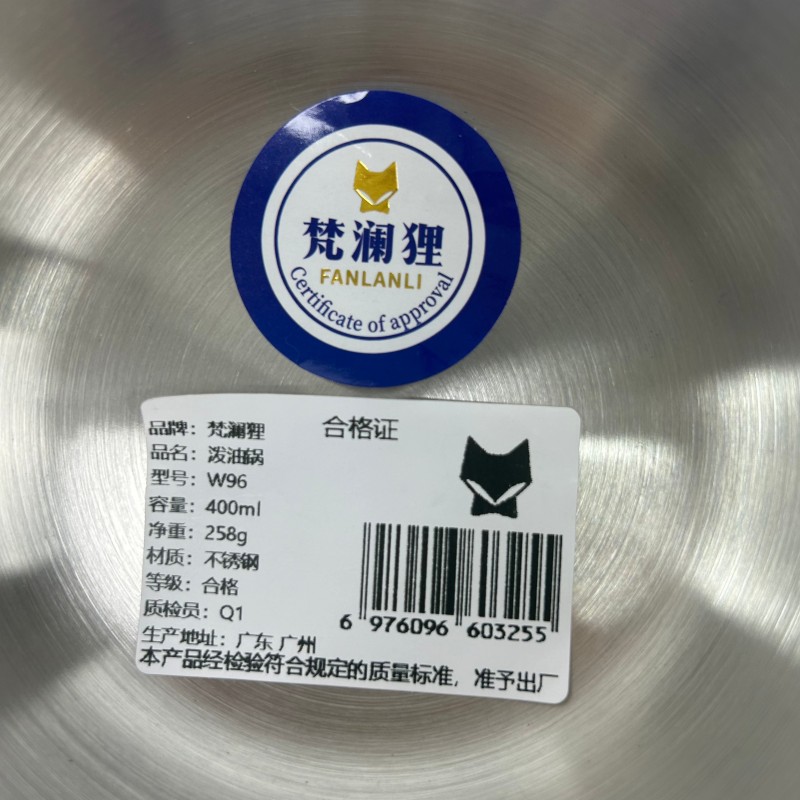 梵澜狸
FANLANLI
Certificate of approval
合格证
品牌：梵澜狸
品名：泼油锅
型号：W96
容量：400ml
净重：258g
材质：不锈钢
等级：合格
质检员：Q1
生产地址：广东 广州
本产品经检验符合规定的质量标准，准予出厂
6 976096 603255